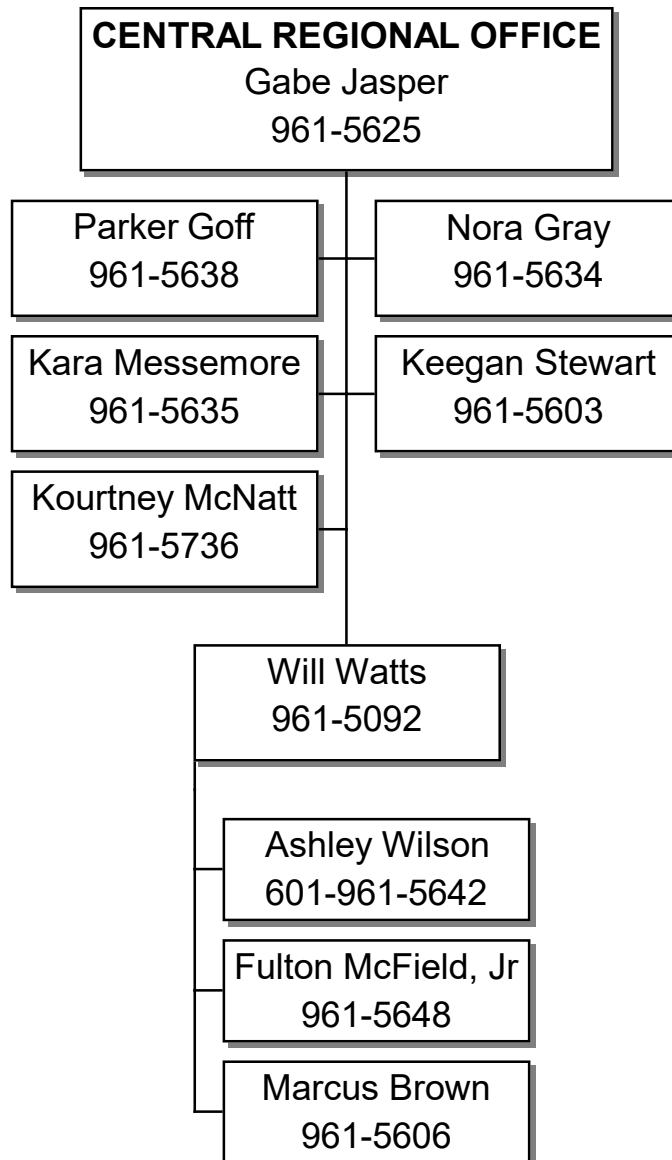 CENTRAL REGIONAL OFFICE
Gabe Jasper
961-5625
Parker Goff
961-5638
Nora Gray
961-5634
Kara Messemore
961-5635
Keegan Stewart
961-5603
Kourtney McNatt
961-5736
Will Watts
961-5092
Ashley Wilson
601-961-5642
Fulton McField, Jr
961-5648
Marcus Brown
961-5606